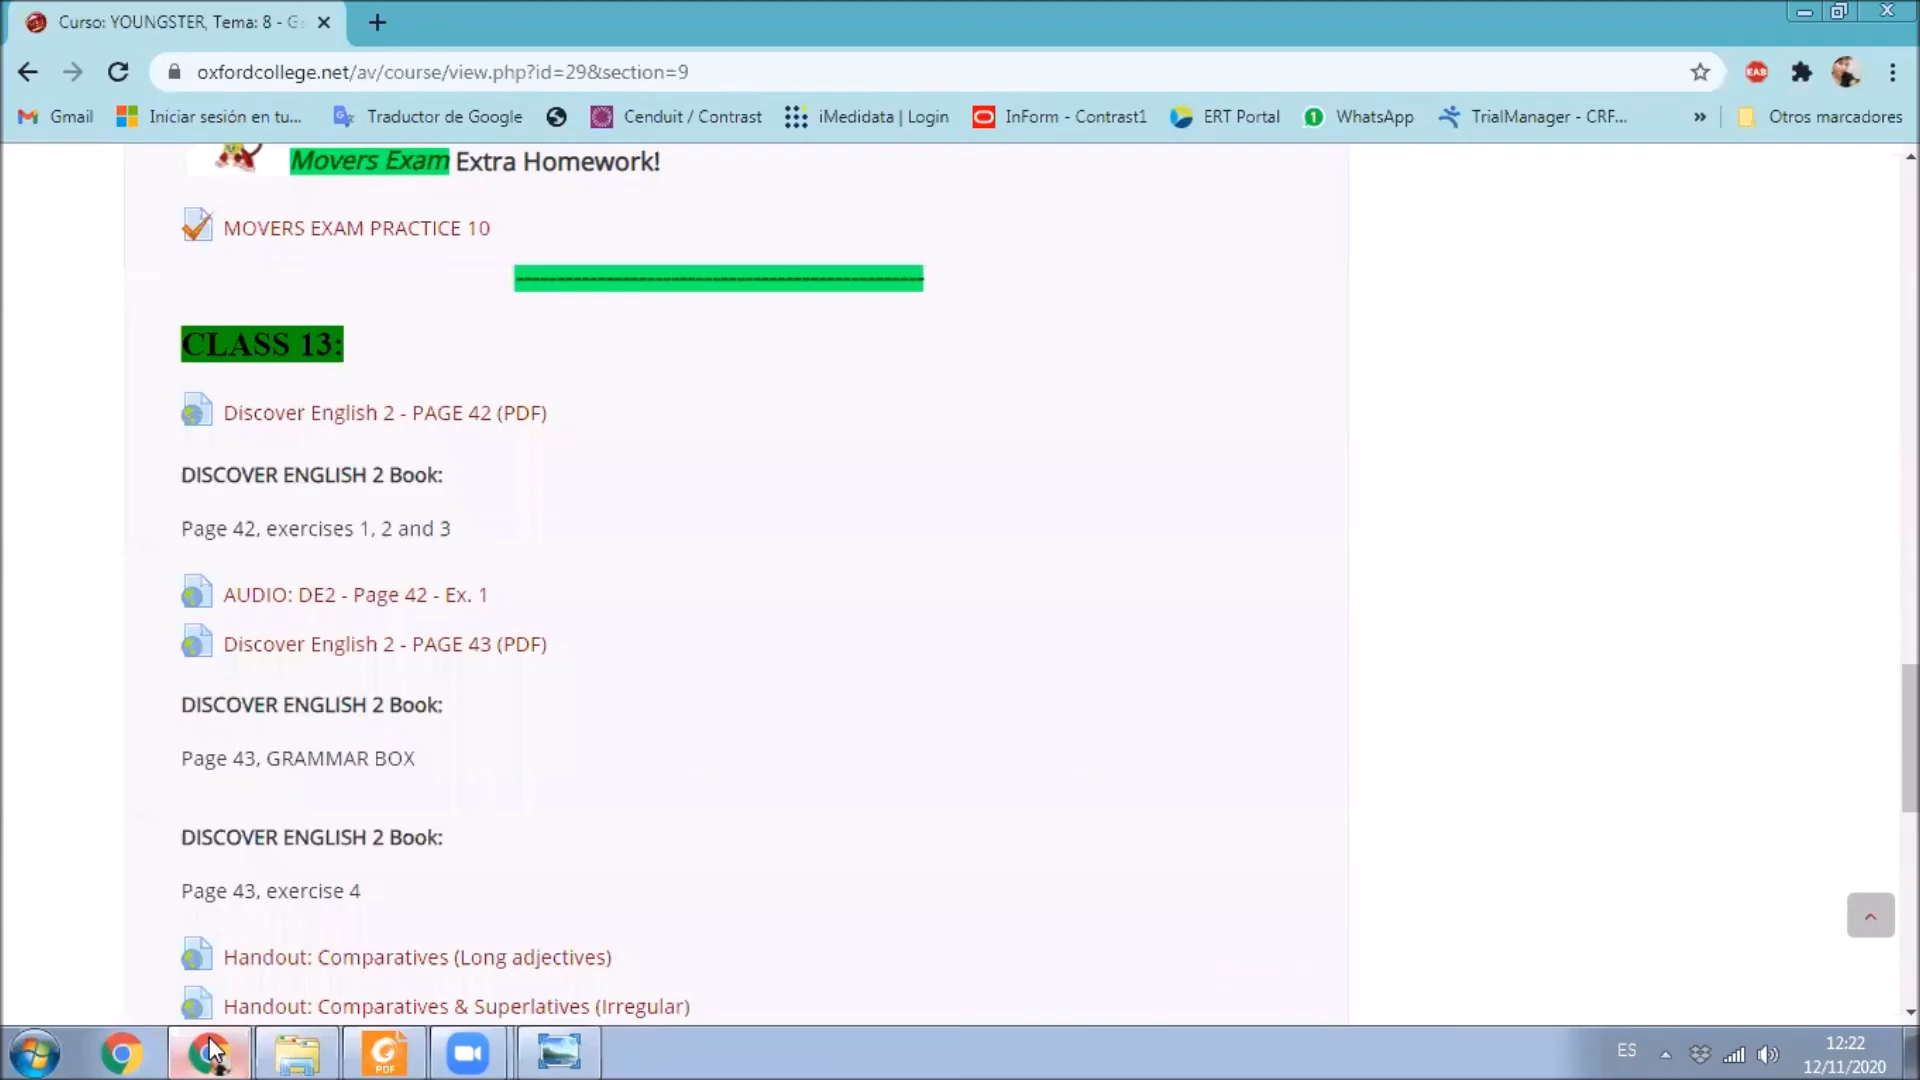 Curso: YOUNGSTER, Tema: 8 - G
oxfordcollege.net/av/course/view.php?id=29&section=9
EAB
Gmail
Iniciar sesión en tu...
Traductor de Google
Cenduit / Contrast
iMedidata | Login
InForm - Contrast1
ERT Portal
1
WhatsApp
TrialManager - CRF...
»
Otros marcadores
Movers Exam Extra Homework!
MOVERS EXAM PRACTICE 10
CLASS 13:
Discover English 2 - PAGE 42 (PDF)
DISCOVER ENGLISH 2 Book:
Page 42, exercises 1, 2 and 3
AUDIO: DE2 - Page 42 - Ex. 1
Discover English 2 - PAGE 43 (PDF)
DISCOVER ENGLISH 2 Book:
Page 43, GRAMMAR BOX
DISCOVER ENGLISH 2 Book:
Page 43, exercise 4
Handout: Comparatives (Long adjectives)
Handout: Comparatives & Superlatives (Irregular)
PDF
ES
12:22
12/11/2020